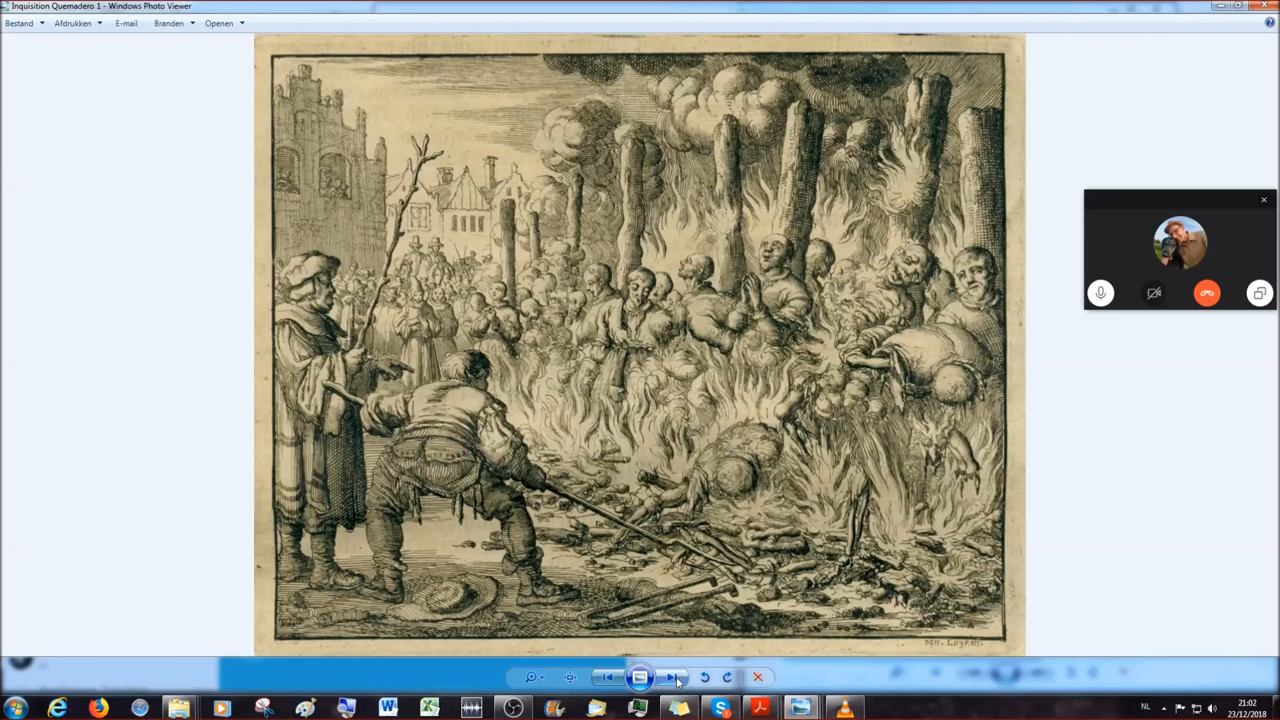 Inquisition Quemadero 1 - Windows Photo Viewer
Bestand Afdrukken E-mail Branden Openen
NL
21:02
23/12/2018